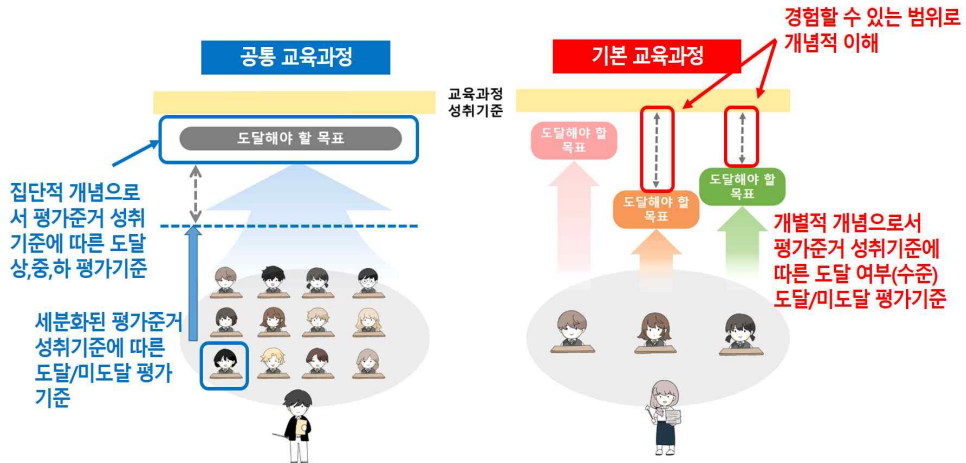 공통 교육과정
교육과정
성취기준
도달해야 할 목표
집단적 개념으로
서 평가준거 성취
기준에 따른 도달
상,중,하 평가기준
세분화된 평가준거
성취기준에 따른
도달/미도달 평가
기준
기본 교육과정
경험할 수 있는 범위로
개념적 이해
도달해야 할
목표
도달해야 할
목표
도달해야 할
목표
개별적 개념으로서
평가준거 성취기준에
따른 도달 여부(수준)
도달/미도달 평가기준